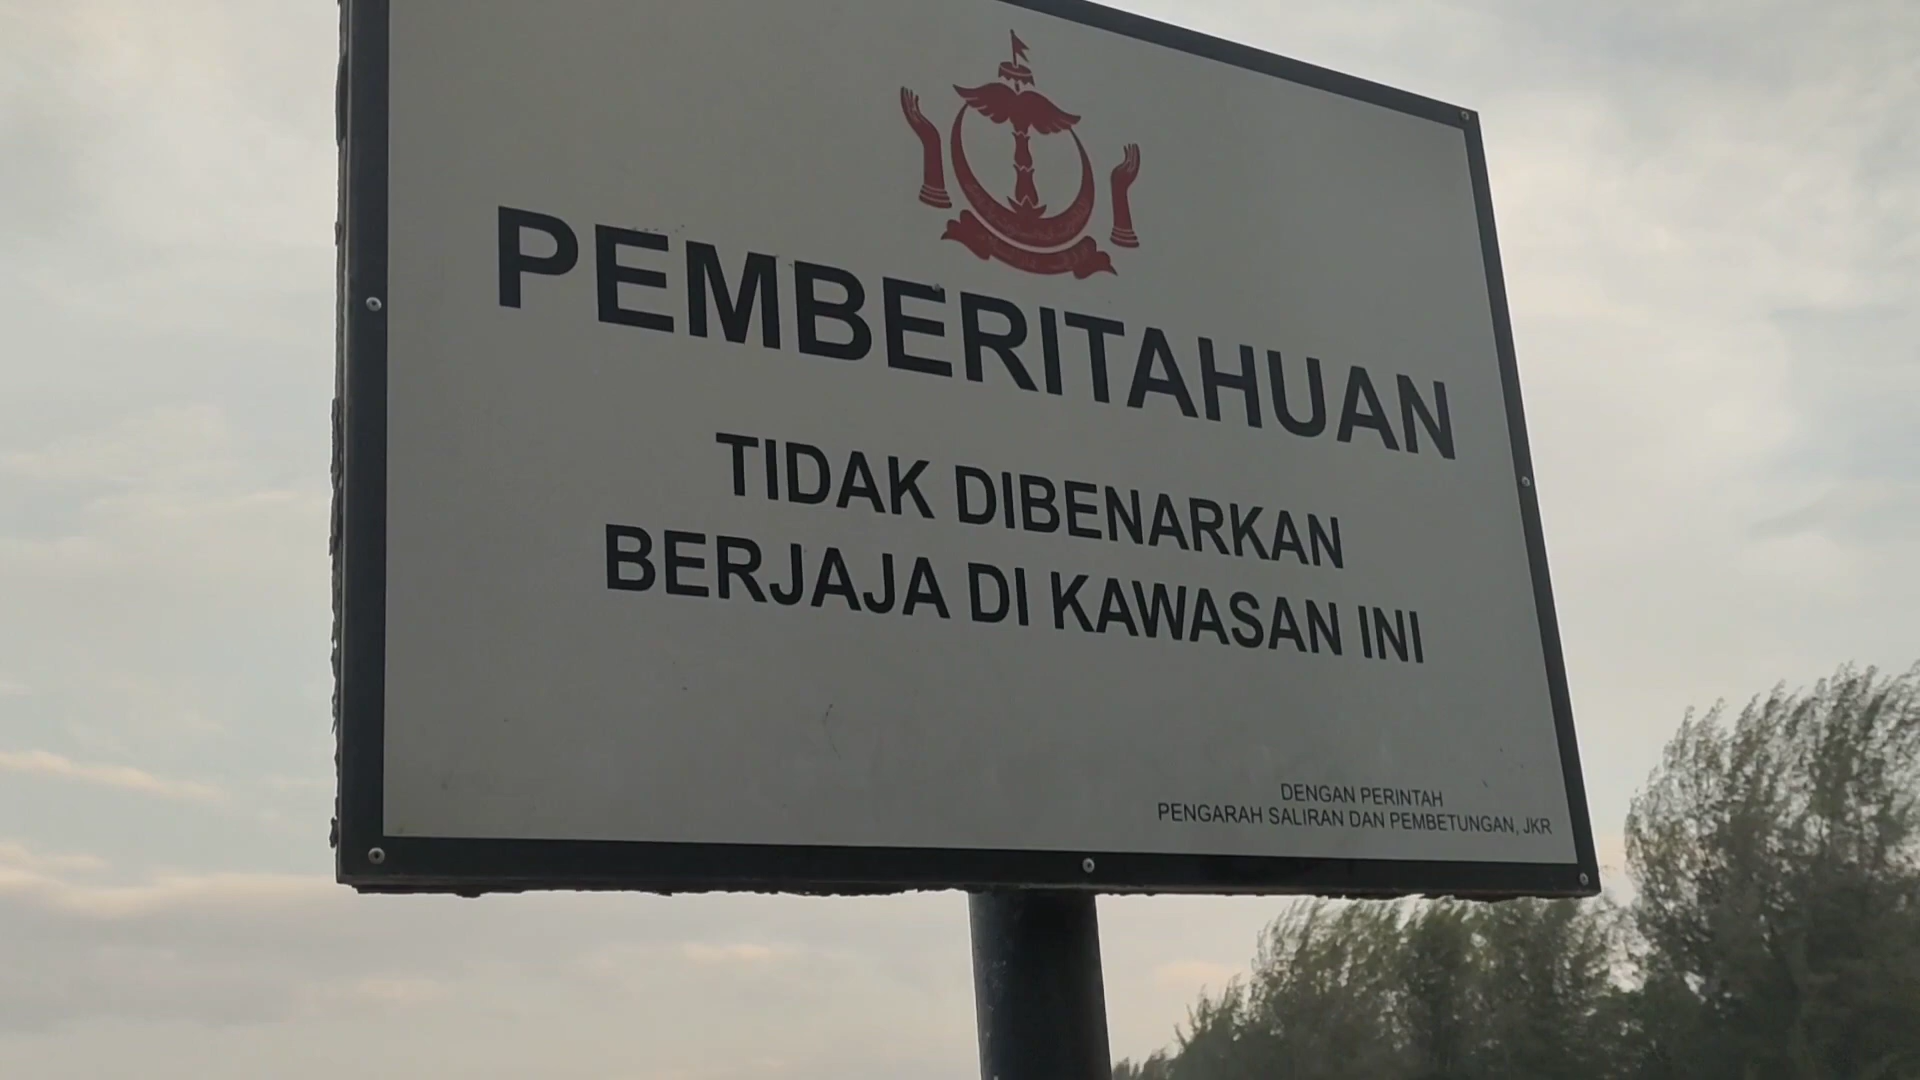 PEMBERITAHUAN
TIDAK DIBENARKAN
BERJAJA DI KAWASAN INI
DENGAN PERINTAH
PENGARAH SALIRAN DAN PEMBETUNGAN, JKR